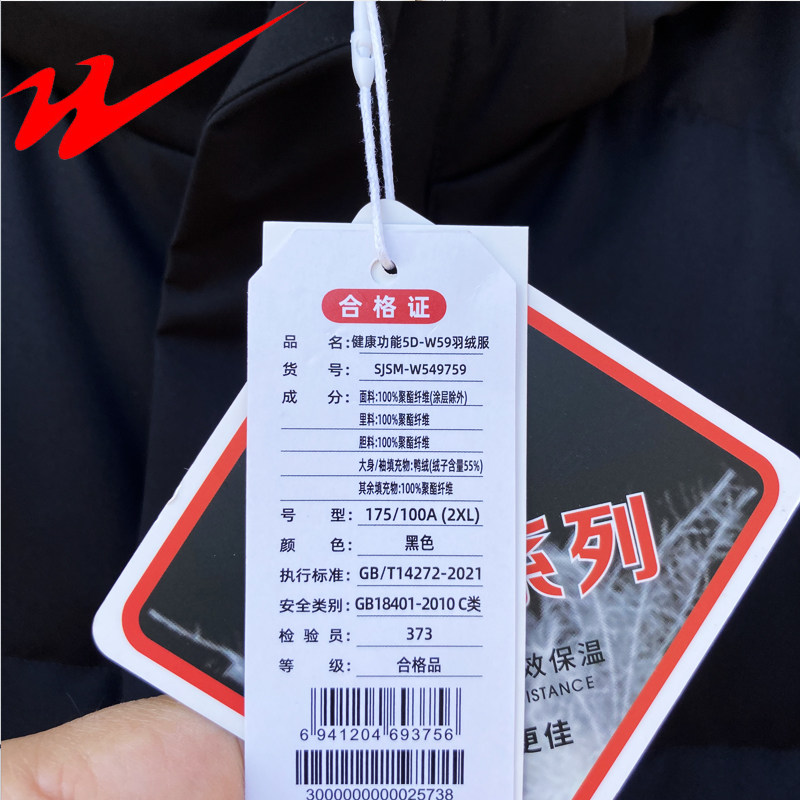 合格证
品名:健康功能5D-W59羽绒服
货号:SJSM-W549759
成分:面料:100%聚酯纤维(涂层除外)
里料:100%聚酯纤维
胆料:100%聚酯纤维
大身/袖填充物:鸭绒(绒子含量55%)
其余填充物:100%聚酯纤维
号型:175/100A (2XL)
颜色:黑色
执行标准:GB/T14272-2021
安全类别:GB18401-2010 C类
检验员:373
等级:合格品
6941204693756
3000000000025738
系列
效保温
ISTANCE
更佳